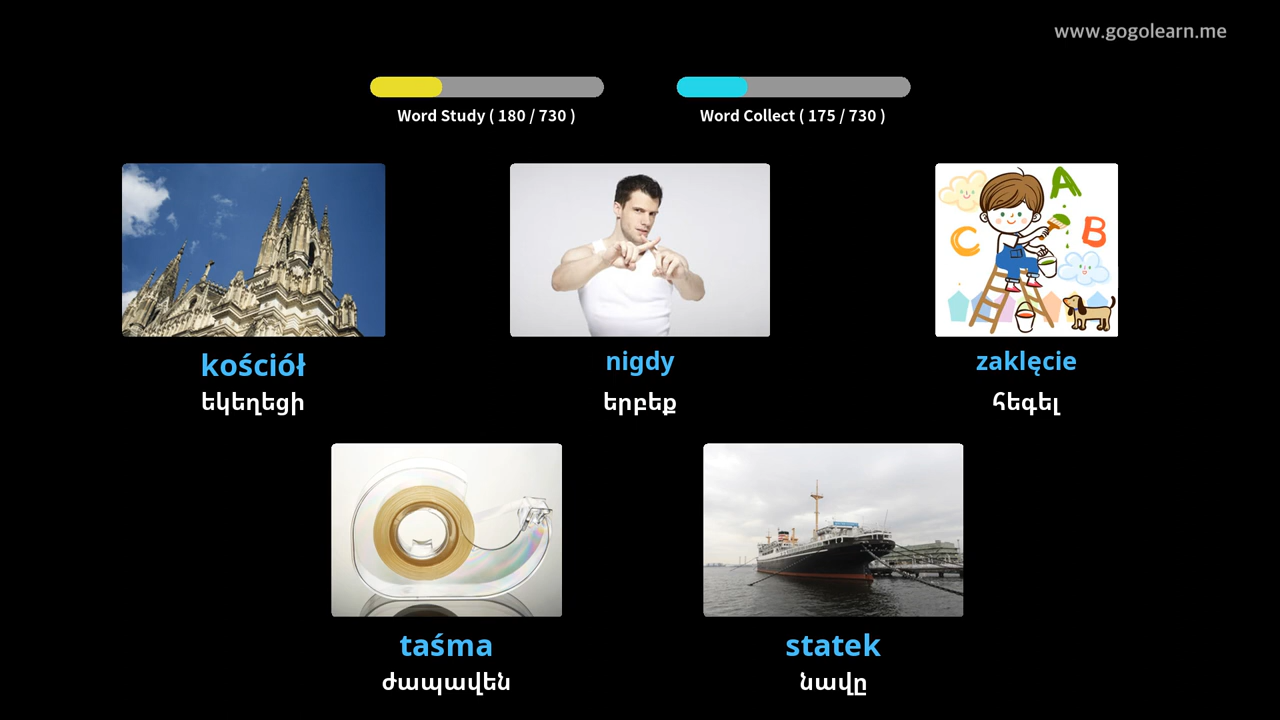 www.gogolearn.me
Word Study ( 180 / 730 )
Word Collect ( 175 / 730 )
kościół
եկեղեցի
nigdy
երբեք
zaklęcie
հեգել
taśma
ժապավեն
statek
նավը